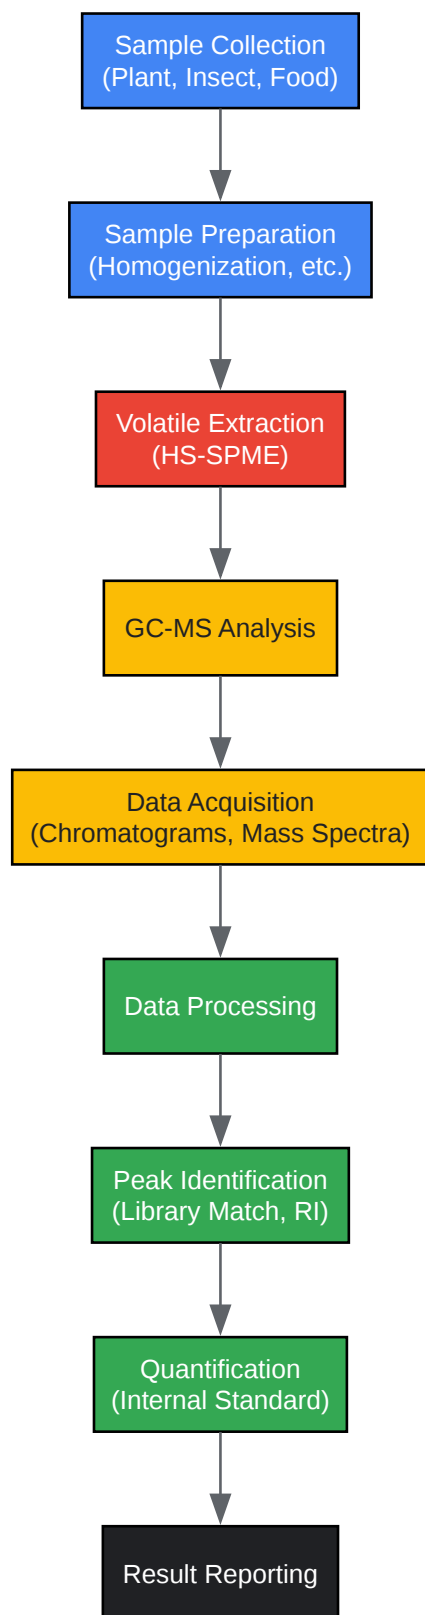 Sample Collection
(Plant, Insect, Food)
Sample Preparation
(Homogenization, etc.)
Volatile Extraction
(HS-SPME)
GC-MS Analysis
Data Acquisition
(Chromatograms, Mass Spectra)
Data Processing
Peak Identification
(Library Match, RI)
Quantification
(Internal Standard)
Result Reporting